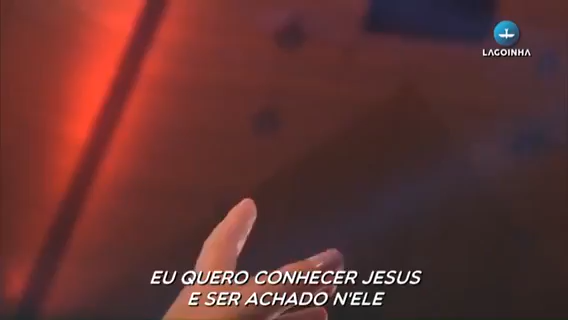 LAGOINHA
EU QUERO CONHECER JESUS
E SER ACHADO N'ELE